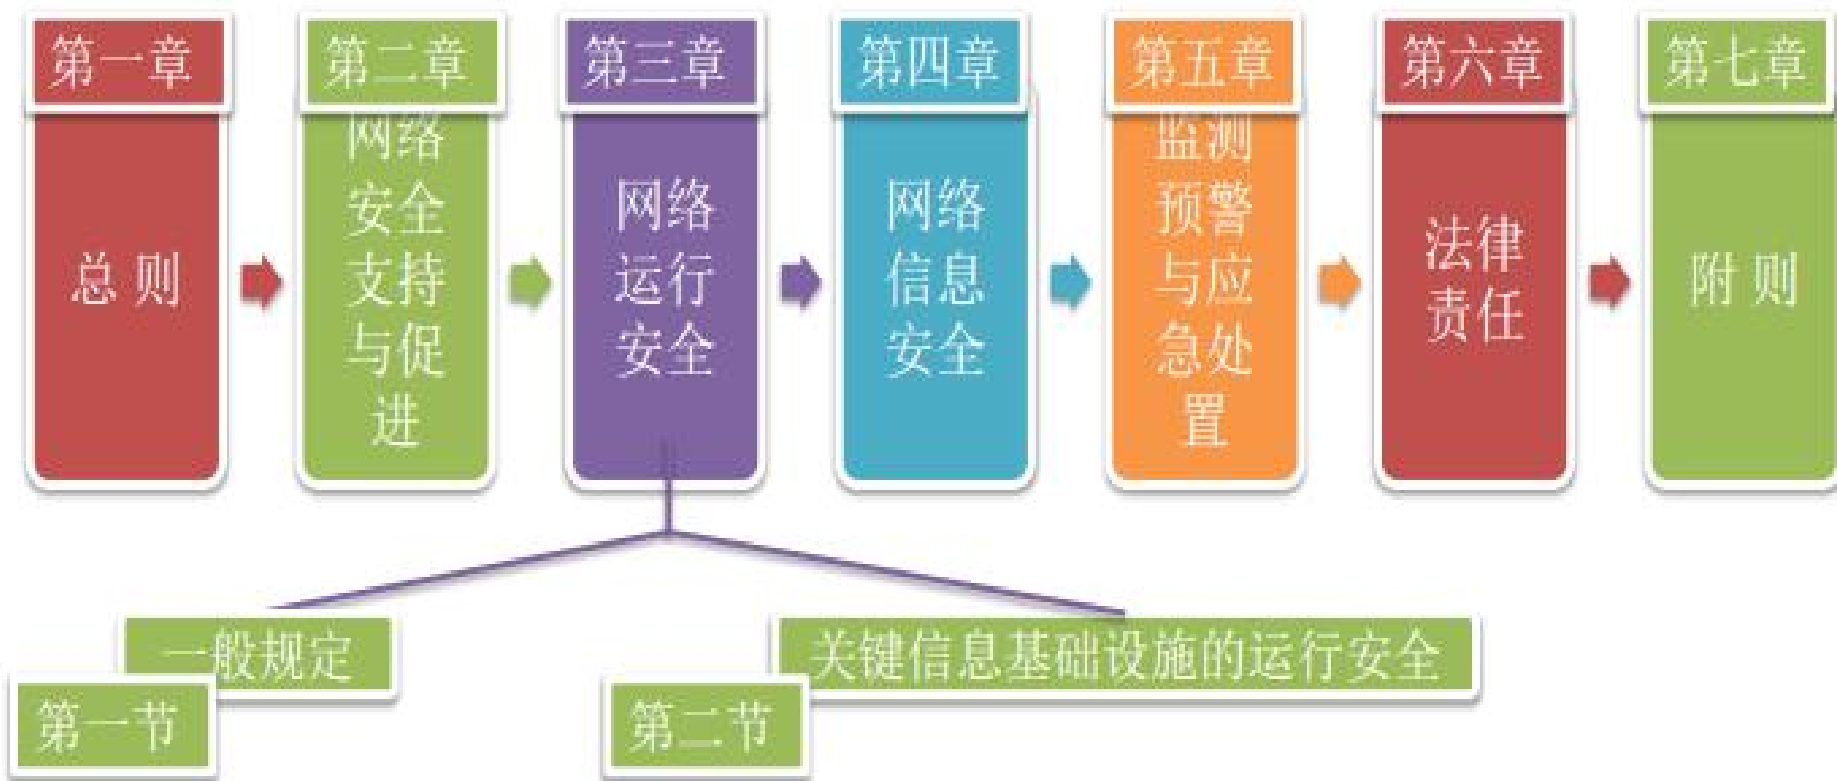 第一章
总 则
第二章
网络
安全
支持
与促
进
第三章
网络
运行
安全
第四章
网络
信息
安全
第五章
监测
预警
与应
急处
置
第六章
法律
责任
第七章
附 则
一般规定
第一节
关键信息基础设施的运行安全
第二节